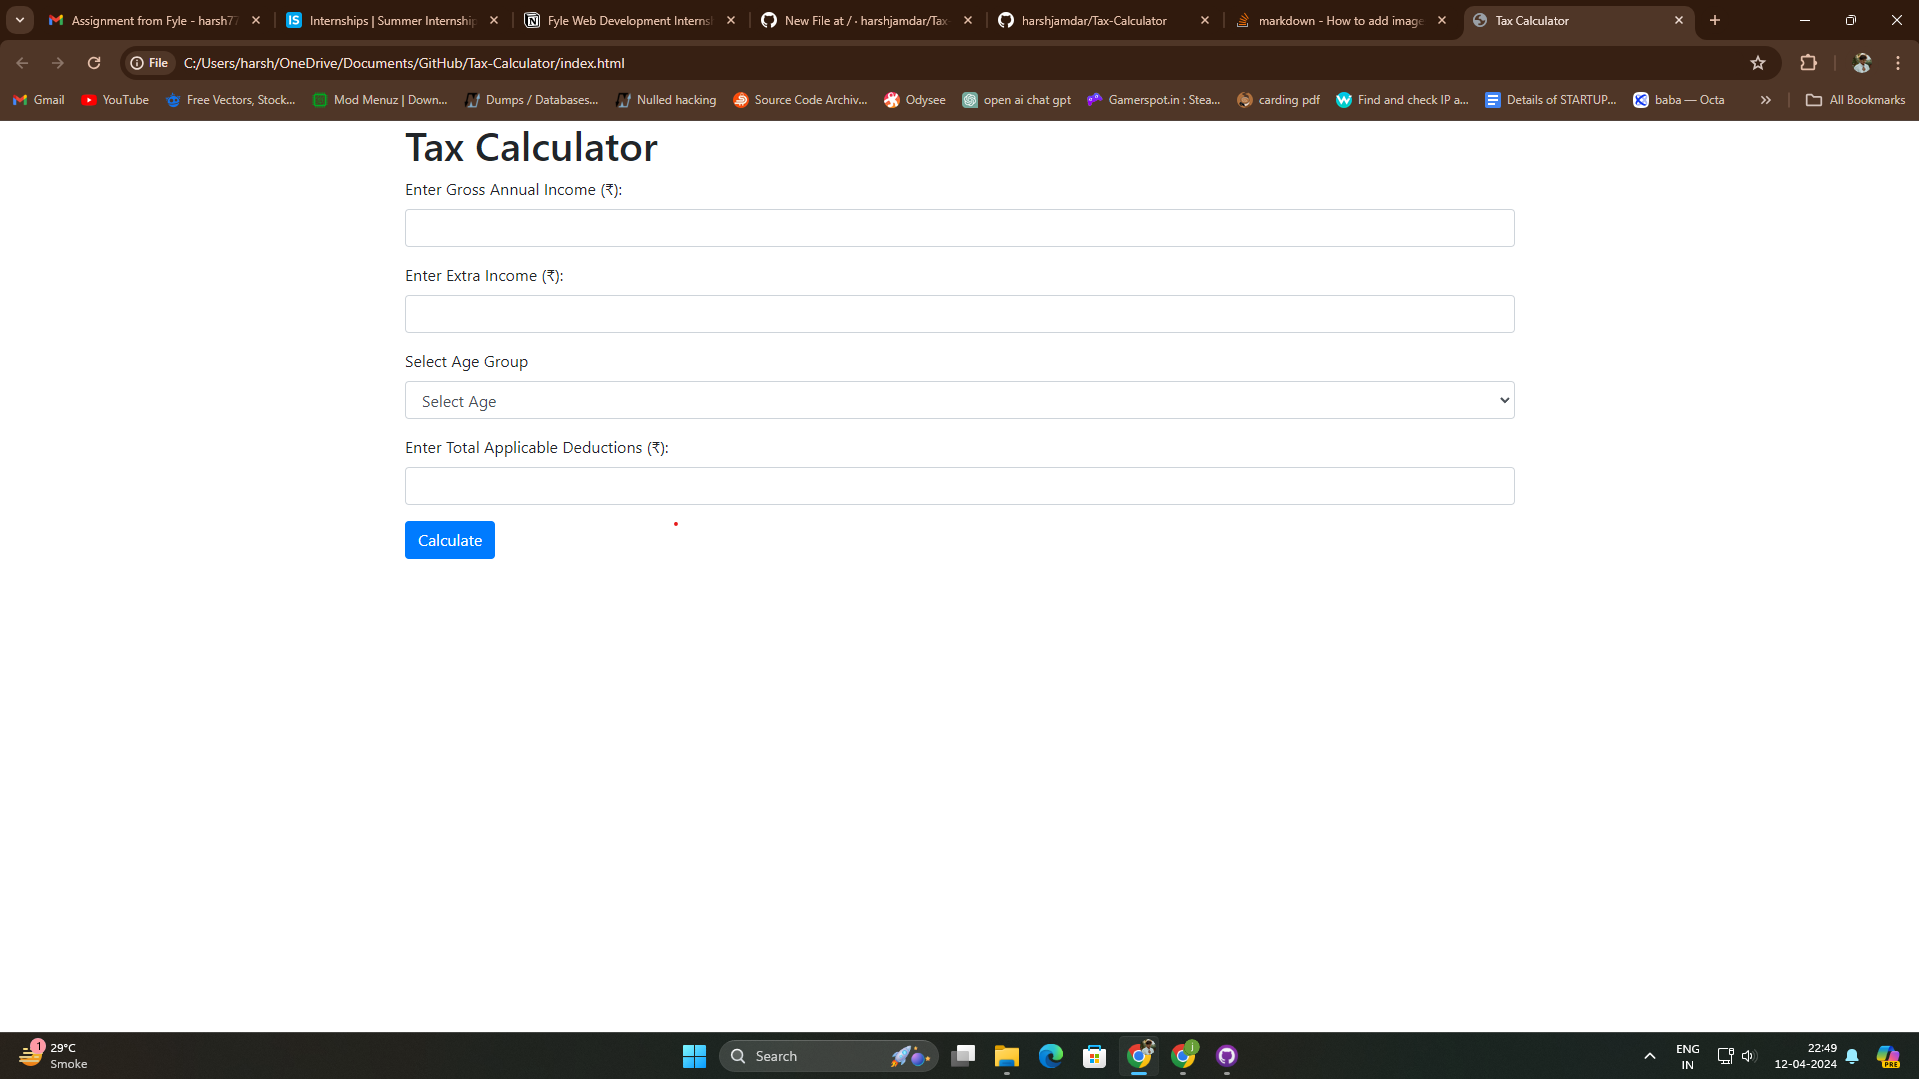 Assignment from Fyle - harsh77
Internships | Summer Internship
Fyle Web Development Interns
New File at / · harshjamdar/Tax
harshjamdar/Tax-Calculator
markdown - How to add image
Tax Calculator
File
C:/Users/harsh/OneDrive/Documents/GitHub/Tax-Calculator/index.html
Gmail
YouTube
Free Vectors, Stock...
Mod Menuz | Down...
Dumps / Databases...
Nulled hacking
Source Code Archiv...
Odysee
open ai chat gpt
Gamerspot.in : Stea...
carding pdf
Find and check IP a...
Details of STARTUP...
baba — Octa
All Bookmarks
Tax Calculator
Enter Gross Annual Income (₹):
Enter Extra Income (₹):
Select Age Group
Select Age
Enter Total Applicable Deductions (₹):
Calculate
1
29°C
Smoke
Search
j
ENG
IN
22:49
12-04-2024
PRE